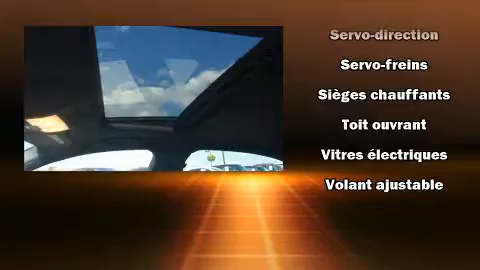 Servo-direction
Servo-freins
Sièges chauffants
Toit ouvrant
Vitres électriques
Volant ajustable